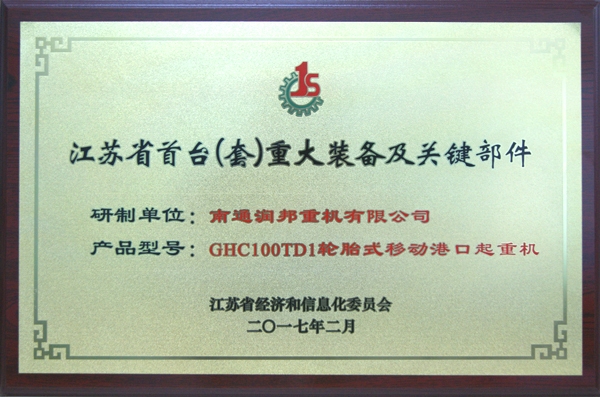 1S
江苏省首台(套)重大装备及关键部件
研制单位：南通润邦重机有限公司
产品型号：GHC100TD1轮胎式移动港口起重机
江苏省经济和信息化委员会
二〇一七年二月